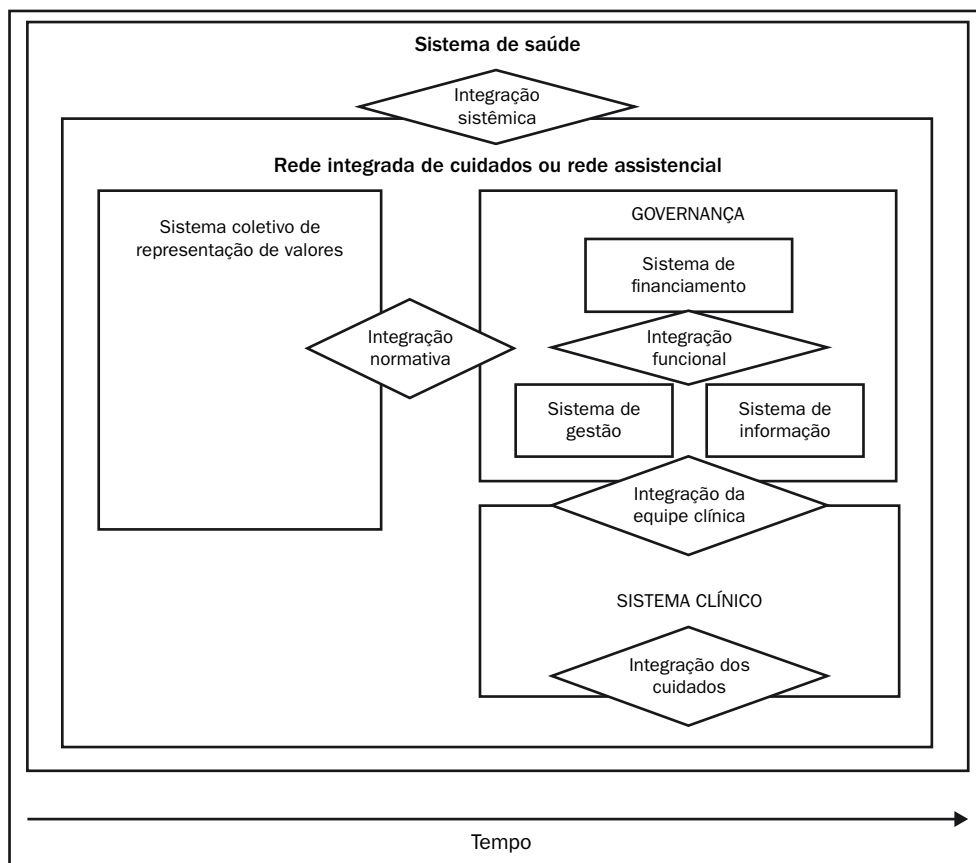 Sistema de saúde
Integração
sistêmica
Rede integrada de cuidados ou rede assistencial
Sistema coletivo de
representação de valores
Integração
normativa
GOVERNANÇA
Sistema de
financiamento
Integração
funcional
Sistema de
gestão
Sistema de
informação
Integração da
equipe clínica
SISTEMA CLÍNICO
Integração dos
cuidados
Tempo